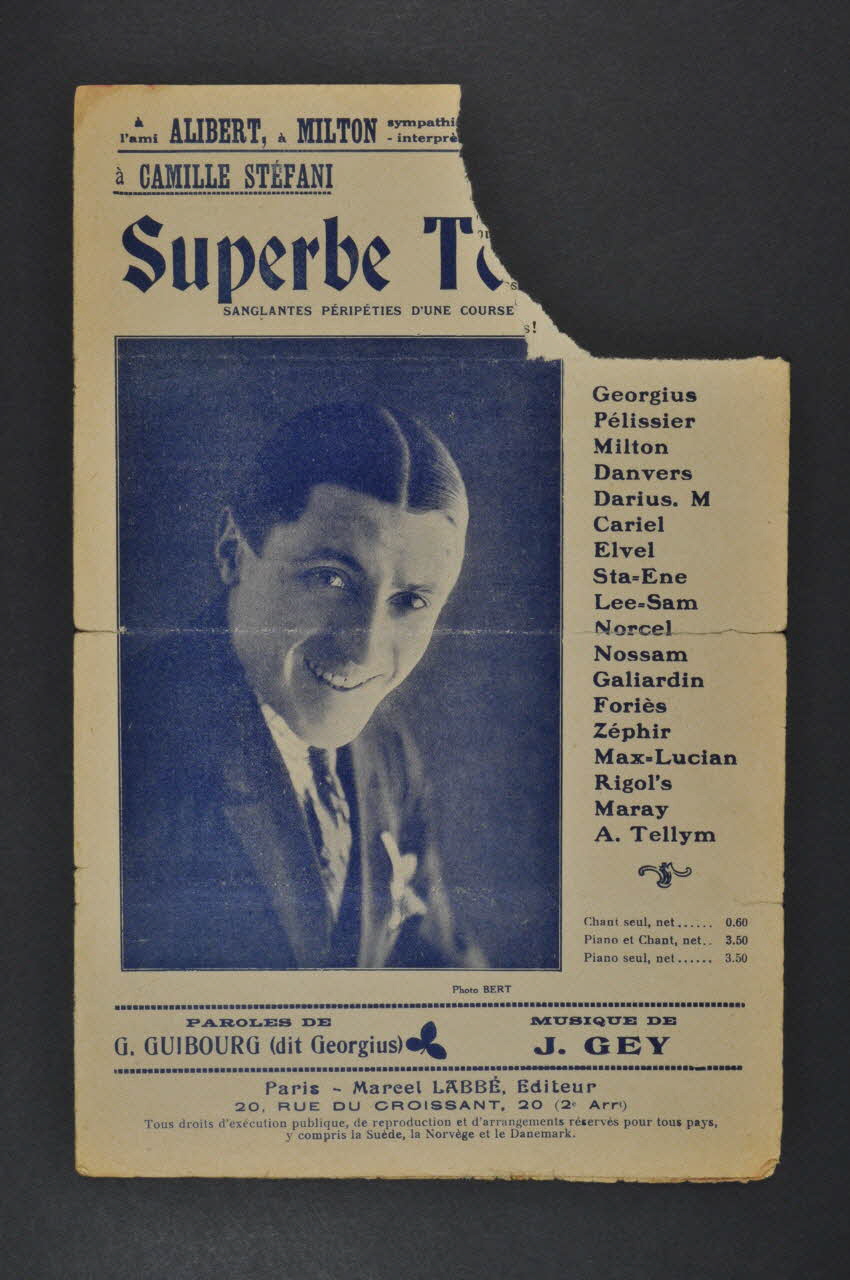 à
l'ami ALIBERT, à MILTON sympathi
- interprè
à CAMILLE STÉFANI
Superbe T
SANGLANTES PÉRIPÉTIES D'UNE COURSE
s!
Georgius
Pélissier
Milton
Danvers
Darius. M
Cariel
Elvel
Sta=Ene
Lee=Sam
Norcel
Nossam
Galiardin
Foriès
Zéphir
Max=Lucian
Rigol's
Maray
A. Tellym
Chant seul, net...... 0.60
Piano et Chant, net.. 3.50
Piano seul, net...... 3.50
Photo BERT
PAROLES DE
G. GUIBOURG (dit Georgius)
MUSIQUE DE
J. GEY
Paris - Marcel LABBÉ, Editeur
20, RUE DU CROISSANT, 20 (2e Arrt)
Tous droits d'exécution publique, de reproduction et d'arrangements réservés pour tous pays,
y compris la Suède, la Norvège et le Danemark.